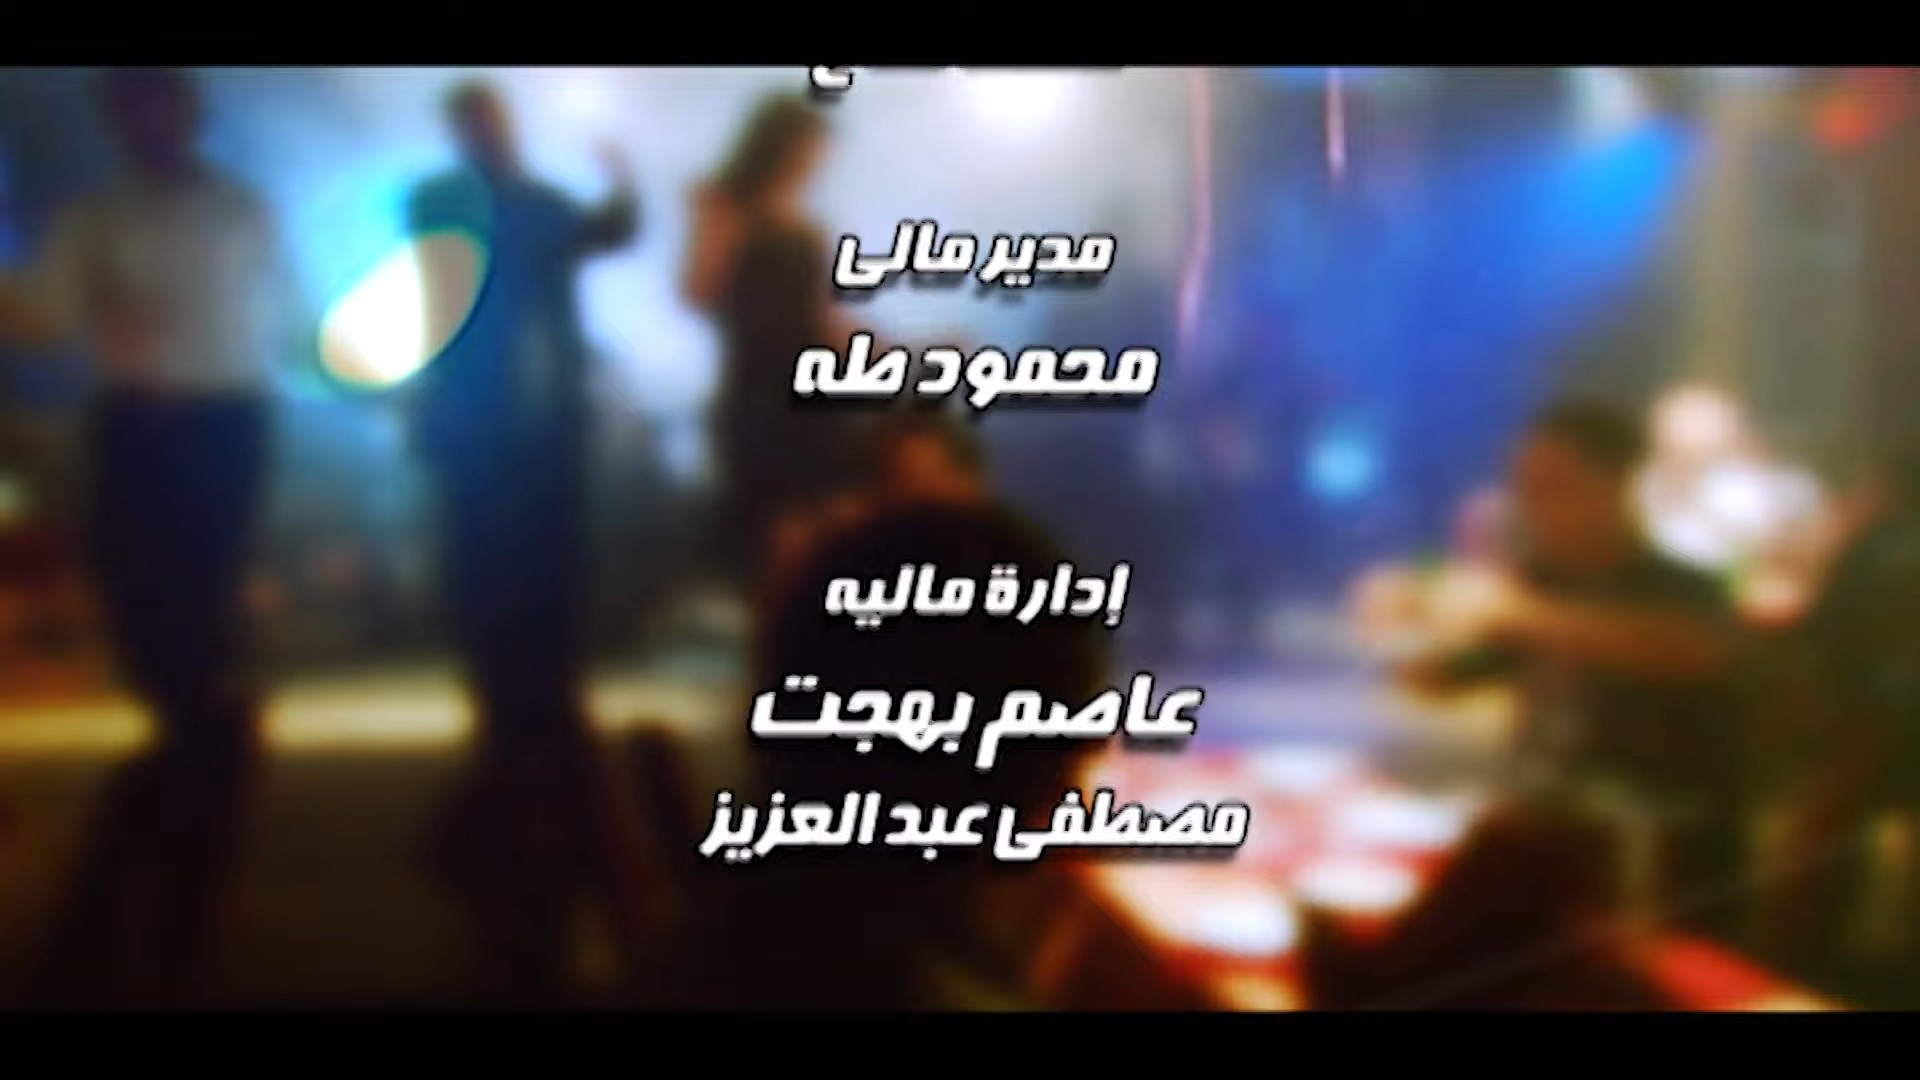 مدير مالى
محمود طه
إدارة ماليه
عاصم بهجت
مصطفى عبد العزيز